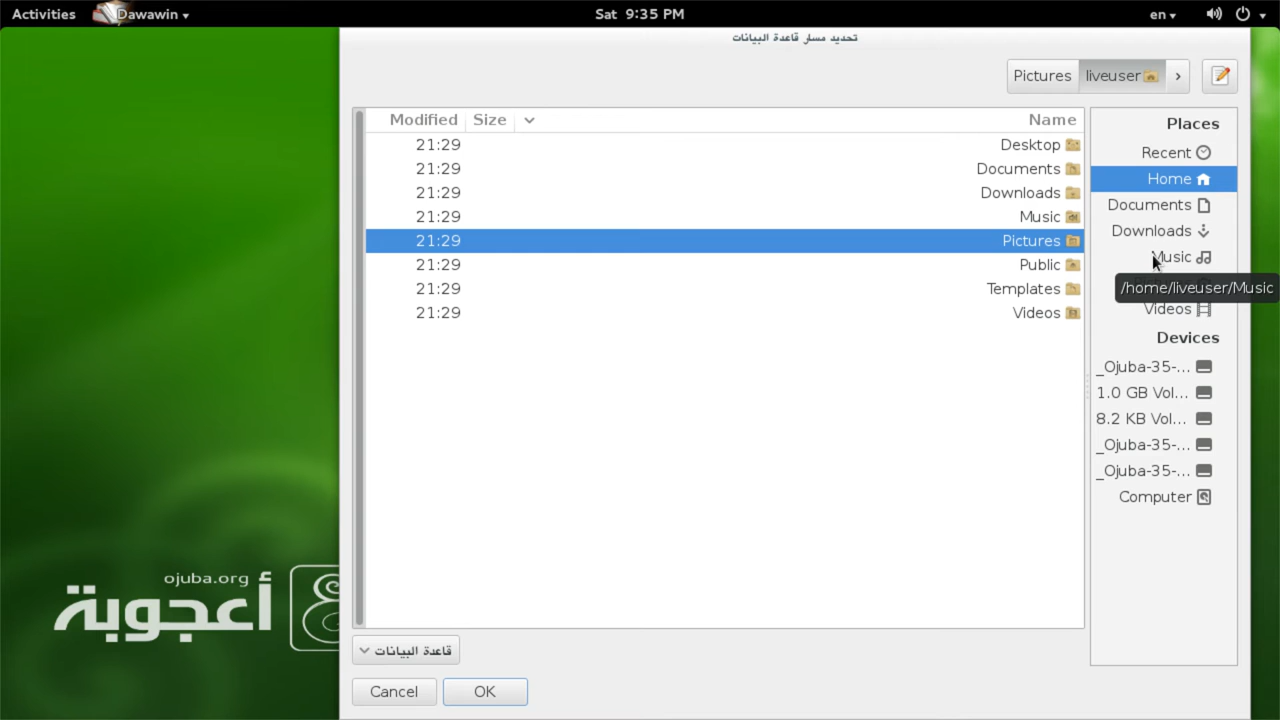 Activities
Dawawin
Sat 9:35 PM
en
تحديد مسار قاعدة البيانات
Pictures
liveuser
Modified
Size
Name
21:29
Desktop
21:29
Documents
21:29
Downloads
21:29
Music
21:29
Pictures
21:29
Public
21:29
Templates
21:29
Videos
Places
Recent
Home
Documents
Downloads
Music
/home/liveuser/Music
Videos
Devices
_Ojuba-35-...
1.0 GB Vol...
8.2 KB Vol...
_Ojuba-35-...
_Ojuba-35-...
Computer
ojuba.org
أعجوبة
قاعدة البيانات
Cancel
OK